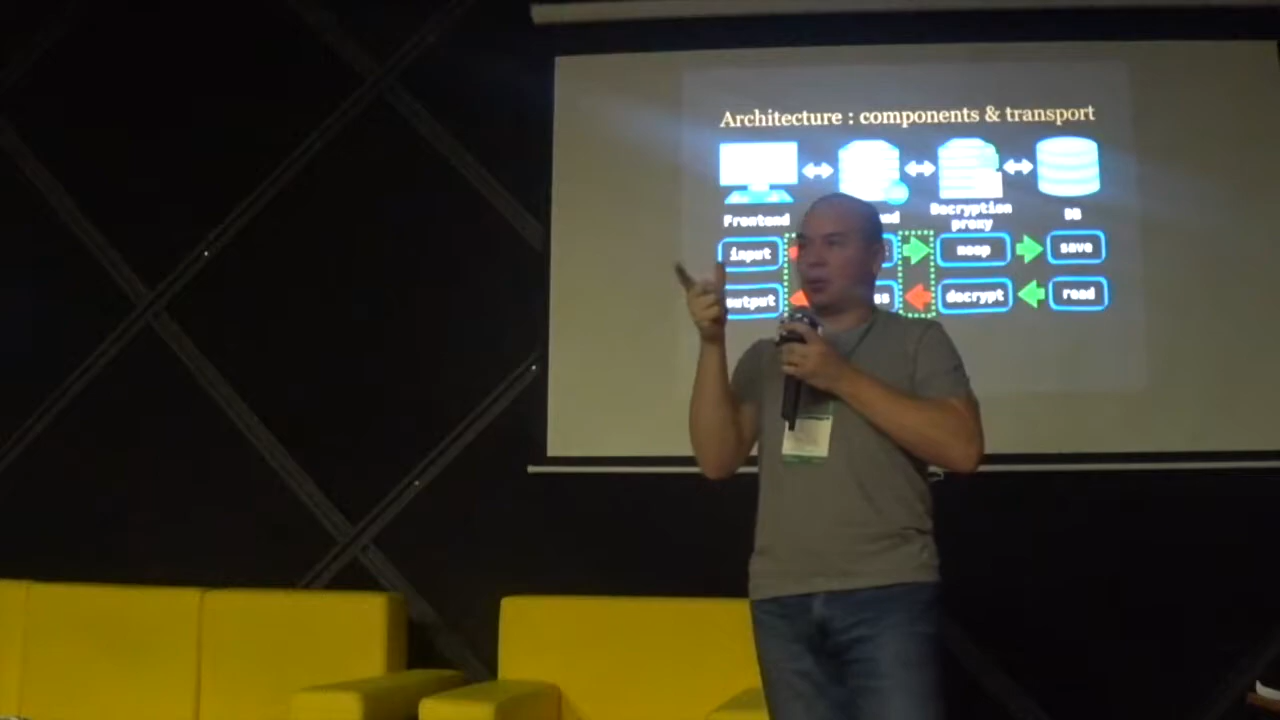 Architecture : components & transport
Frontend
Decryption
proxy
DB
input
noop
save
output
decrypt
read